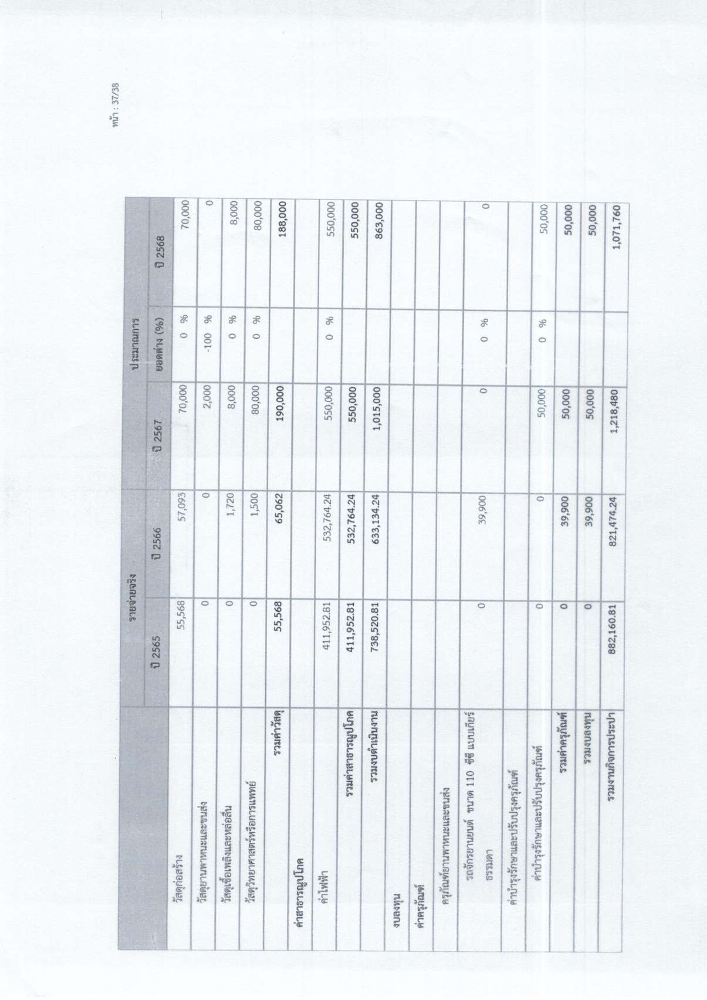 หน้า : 37/38
รายจ่ายจริง ประมาณการ
ปี 2565 ปี 2566 ปี 2567 ยอดต่าง (%) ปี 2568
วัสดุก่อสร้าง 55,568 57,093 70,000 0 % 70,000
วัสดุยานพาหนะและขนส่ง 0 0 2,000 -100 % 0
วัสดุเชื้อเพลิงและหล่อลื่น 0 1,720 8,000 0 % 8,000
วัสดุวิทยาศาสตร์หรือการแพทย์ 0 1,500 80,000 0 % 80,000
รวมค่าวัสดุ 55,568 65,062 190,000 188,000
ค่าสาธารณูปโภค
ค่าไฟฟ้า 411,952.81 532,764.24 550,000 0 % 550,000
รวมค่าสาธารณูปโภค 411,952.81 532,764.24 550,000 550,000
รวมงบดำเนินงาน 738,520.81 633,134.24 1,015,000 863,000
งบลงทุน
ค่าครุภัณฑ์
ครุภัณฑ์ยานพาหนะและขนส่ง
รถจักรยานยนต์ ขนาด 110 ซีซี แบบเกียร์ 0 39,900 0 0 % 0
ธรรมดา
ค่าบำรุงรักษาและปรับปรุงครุภัณฑ์
ค่าบำรุงรักษาและปรับปรุงครุภัณฑ์ 0 0 50,000 0 % 50,000
รวมค่าครุภัณฑ์ 0 39,900 50,000 50,000
รวมงบลงทุน 0 39,900 50,000 50,000
รวมงานกิจการประปา 882,160.81 821,474.24 1,218,480 1,071,760